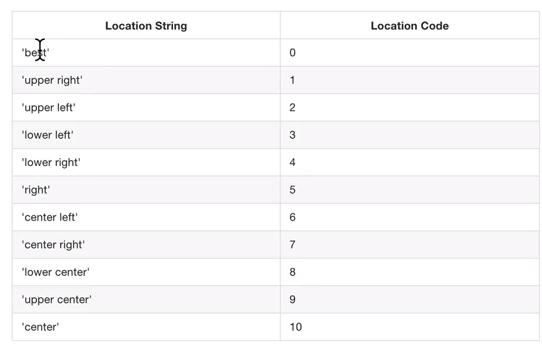 Location String Location Code
'best' 0
'upper right' 1
'upper left' 2
'lower left' 3
'lower right' 4
'right' 5
'center left' 6
'center right' 7
'lower center' 8
'upper center' 9
'center' 10